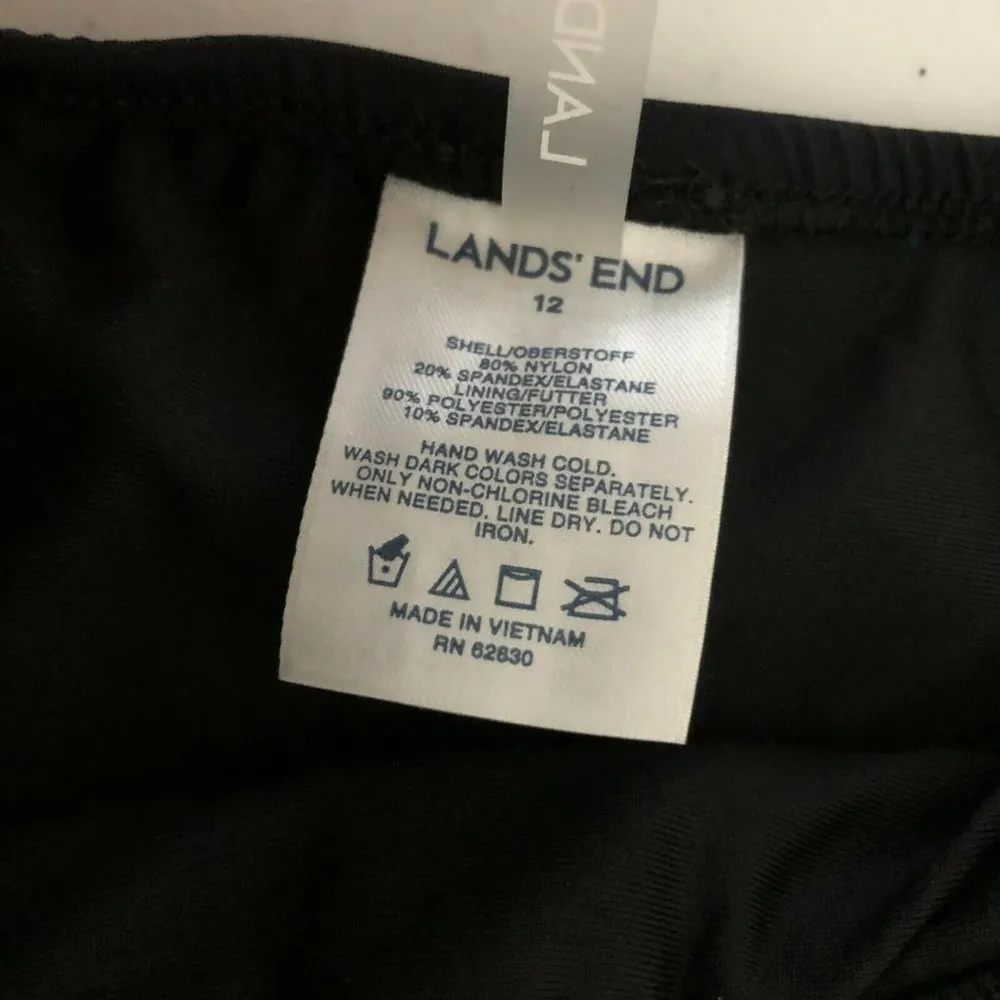 LAND
LANDS' END
12
SHELL/OBERSTOFF
80% NYLON
20% SPANDEX/ELASTANE
LINING/FUTTER
90% POLYESTER/POLYESTER
10% SPANDEX/ELASTANE
HAND WASH COLD.
WASH DARK COLORS SEPARATELY.
ONLY NON-CHLORINE BLEACH
WHEN NEEDED. LINE DRY. DO NOT
IRON.
MADE IN VIETNAM
RN 62830